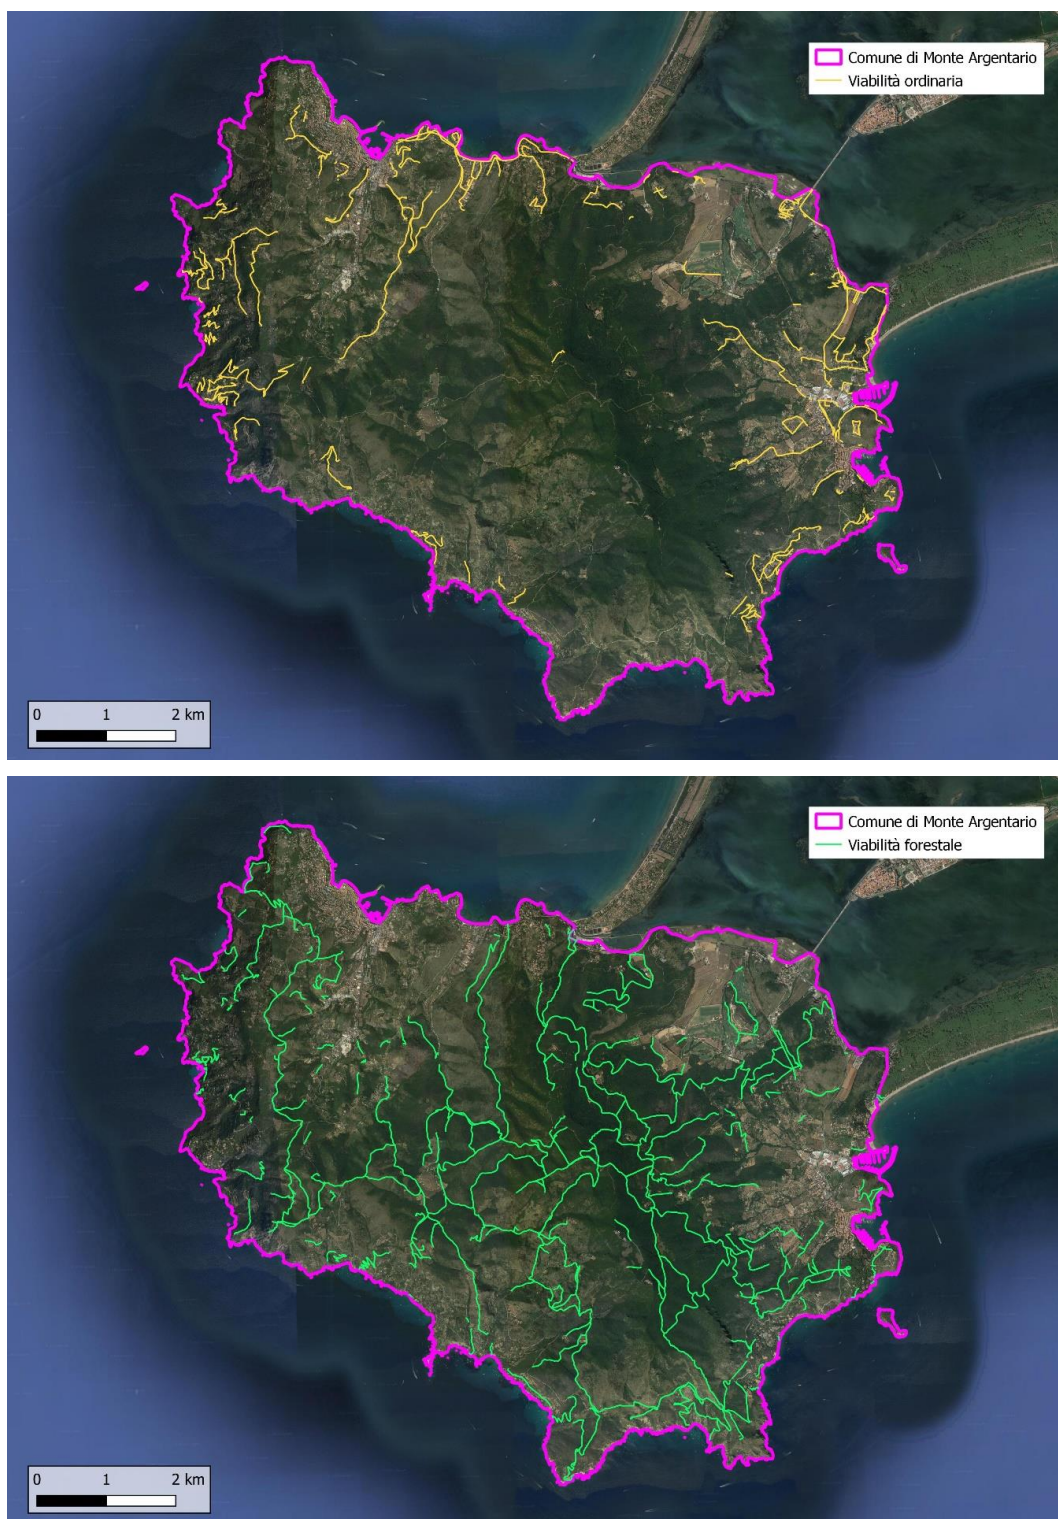 Comune di Monte Argentario
Viabilità ordinaria
0 1 2 km
Comune di Monte Argentario
Viabilità forestale
0 1 2 km